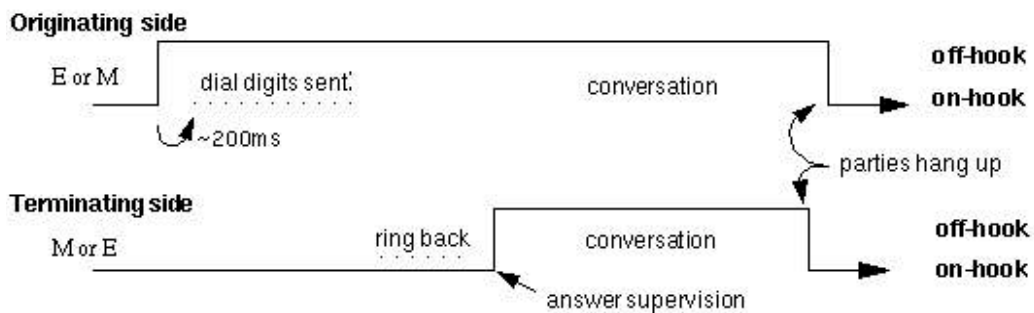 Originating side
off-hook
E or M
dial digits sent.
conversation
on-hook
~200ms
parties hang up
Terminating side
off-hook
ring back
conversation
M or E
on-hook
answer supervision